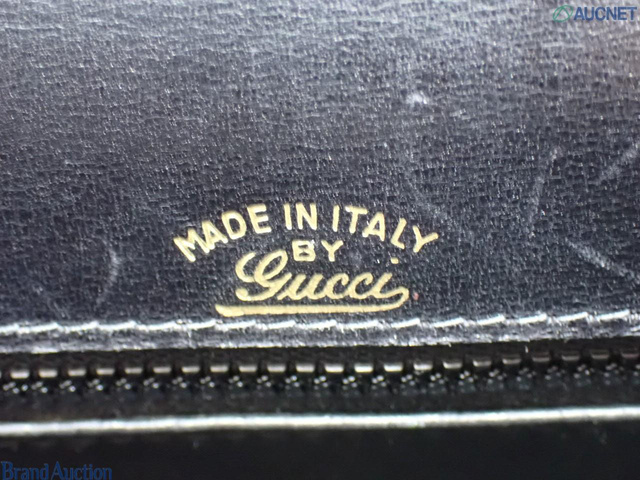 AUCNET
MADE IN ITALY
BY
Gucci
Brand Auction